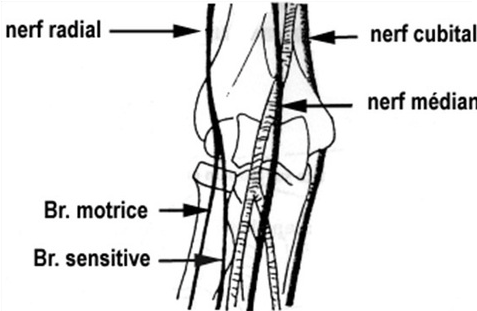 nerf radial
nerf cubital
nerf médian
Br. motrice
Br. sensitive